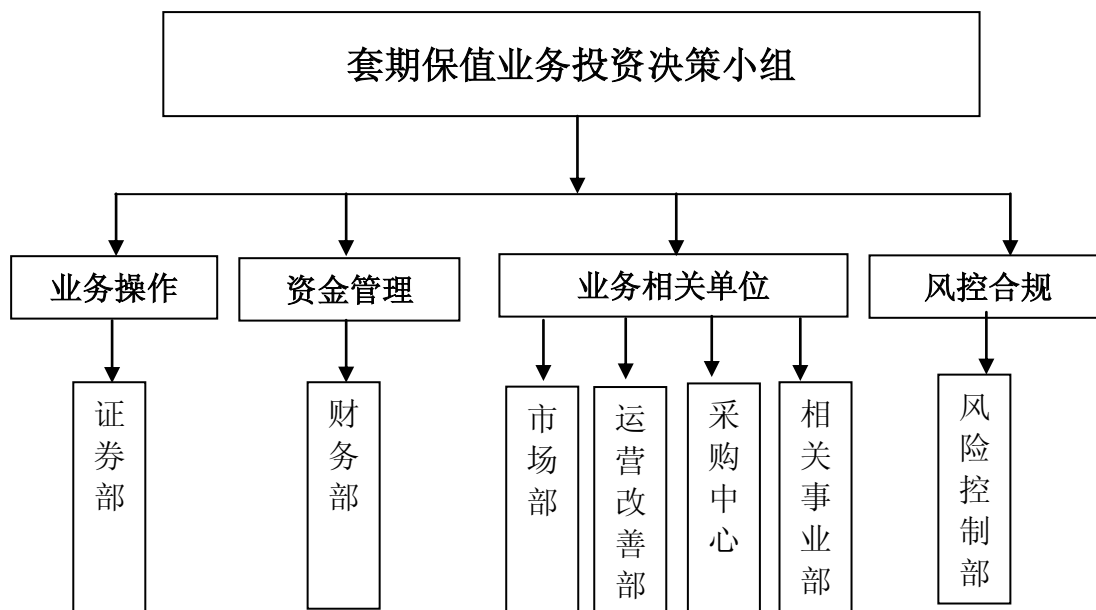 套期保值业务投资决策小组
业务操作
资金管理
业务相关单位
风控合规
证券部
财务部
市场部
运营改善部
采购中心
相关事业部
风险控制部